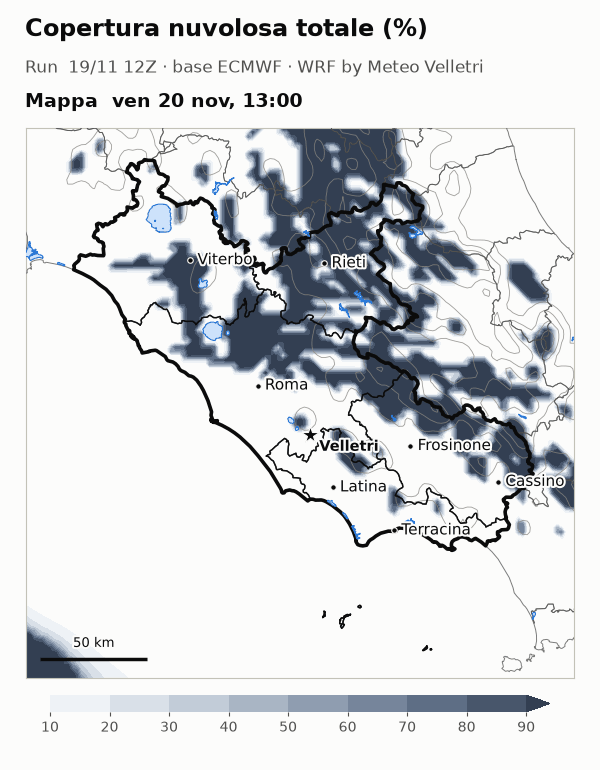 Copertura nuvolosa totale (%)
Run  19/11 12Z · base ECMWF · WRF by Meteo Velletri
Mappa  ven 20 nov, 13:00
Viterbo
Rieti
Roma
Velletri
Frosinone
Latina
Cassino
Terracina
50 km
10 20 30 40 50 60 70 80 90